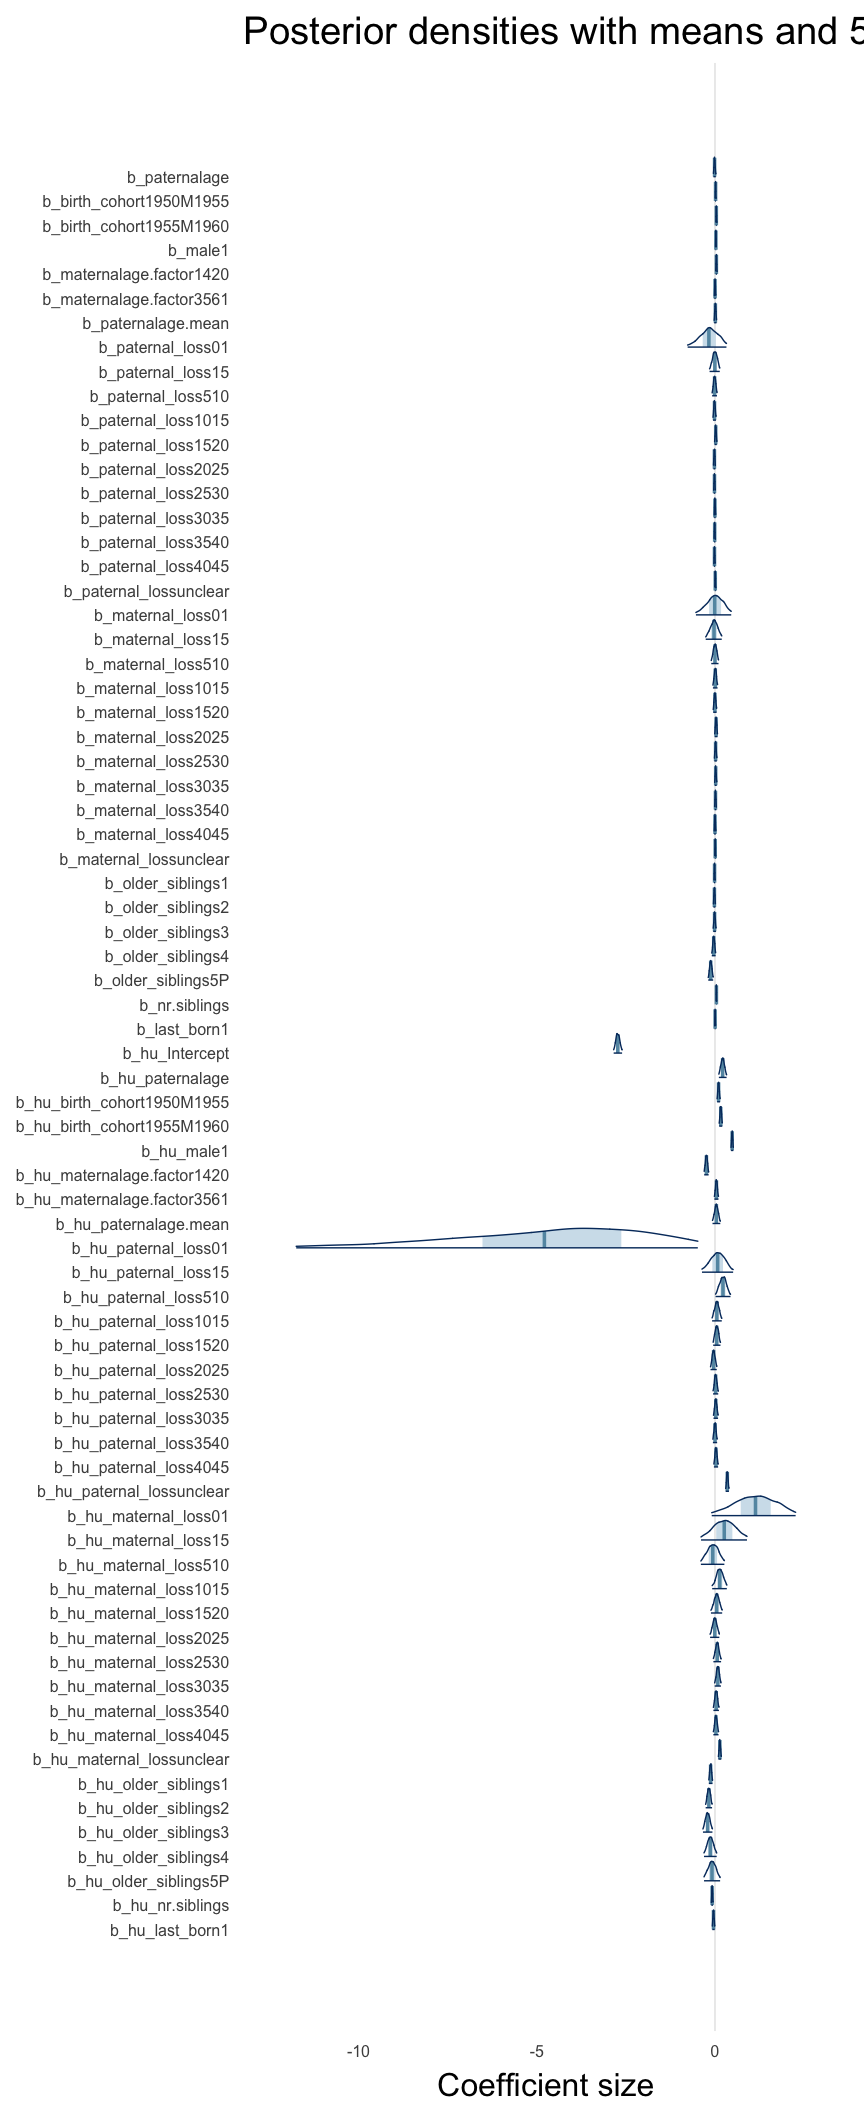 Posterior densities with means and 5
b_paternalage
b_birth_cohort1950M1955
b_birth_cohort1955M1960
b_male1
b_maternalage.factor1420
b_maternalage.factor3561
b_paternalage.mean
b_paternal_loss01
b_paternal_loss15
b_paternal_loss510
b_paternal_loss1015
b_paternal_loss1520
b_paternal_loss2025
b_paternal_loss2530
b_paternal_loss3035
b_paternal_loss3540
b_paternal_loss4045
b_paternal_lossunclear
b_maternal_loss01
b_maternal_loss15
b_maternal_loss510
b_maternal_loss1015
b_maternal_loss1520
b_maternal_loss2025
b_maternal_loss2530
b_maternal_loss3035
b_maternal_loss3540
b_maternal_loss4045
b_maternal_lossunclear
b_older_siblings1
b_older_siblings2
b_older_siblings3
b_older_siblings4
b_older_siblings5P
b_nr.siblings
b_last_born1
b_hu_Intercept
b_hu_paternalage
b_hu_birth_cohort1950M1955
b_hu_birth_cohort1955M1960
b_hu_male1
b_hu_maternalage.factor1420
b_hu_maternalage.factor3561
b_hu_paternalage.mean
b_hu_paternal_loss01
b_hu_paternal_loss15
b_hu_paternal_loss510
b_hu_paternal_loss1015
b_hu_paternal_loss1520
b_hu_paternal_loss2025
b_hu_paternal_loss2530
b_hu_paternal_loss3035
b_hu_paternal_loss3540
b_hu_paternal_loss4045
b_hu_paternal_lossunclear
b_hu_maternal_loss01
b_hu_maternal_loss15
b_hu_maternal_loss510
b_hu_maternal_loss1015
b_hu_maternal_loss1520
b_hu_maternal_loss2025
b_hu_maternal_loss2530
b_hu_maternal_loss3035
b_hu_maternal_loss3540
b_hu_maternal_loss4045
b_hu_maternal_lossunclear
b_hu_older_siblings1
b_hu_older_siblings2
b_hu_older_siblings3
b_hu_older_siblings4
b_hu_older_siblings5P
b_hu_nr.siblings
b_hu_last_born1
-10 -5 0
Coefficient size